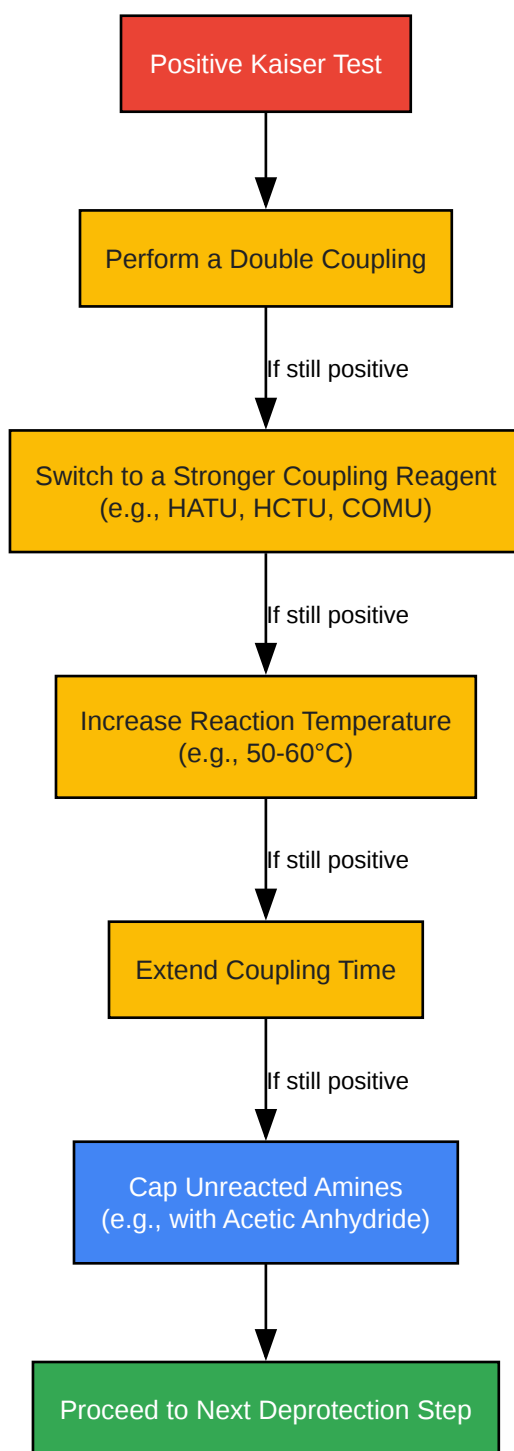 Positive Kaiser Test
Perform a Double Coupling
If still positive
Switch to a Stronger Coupling Reagent
(e.g., HATU, HCTU, COMU)
If still positive
Increase Reaction Temperature
(e.g., 50-60°C)
If still positive
Extend Coupling Time
If still positive
Cap Unreacted Amines
(e.g., with Acetic Anhydride)
Proceed to Next Deprotection Step